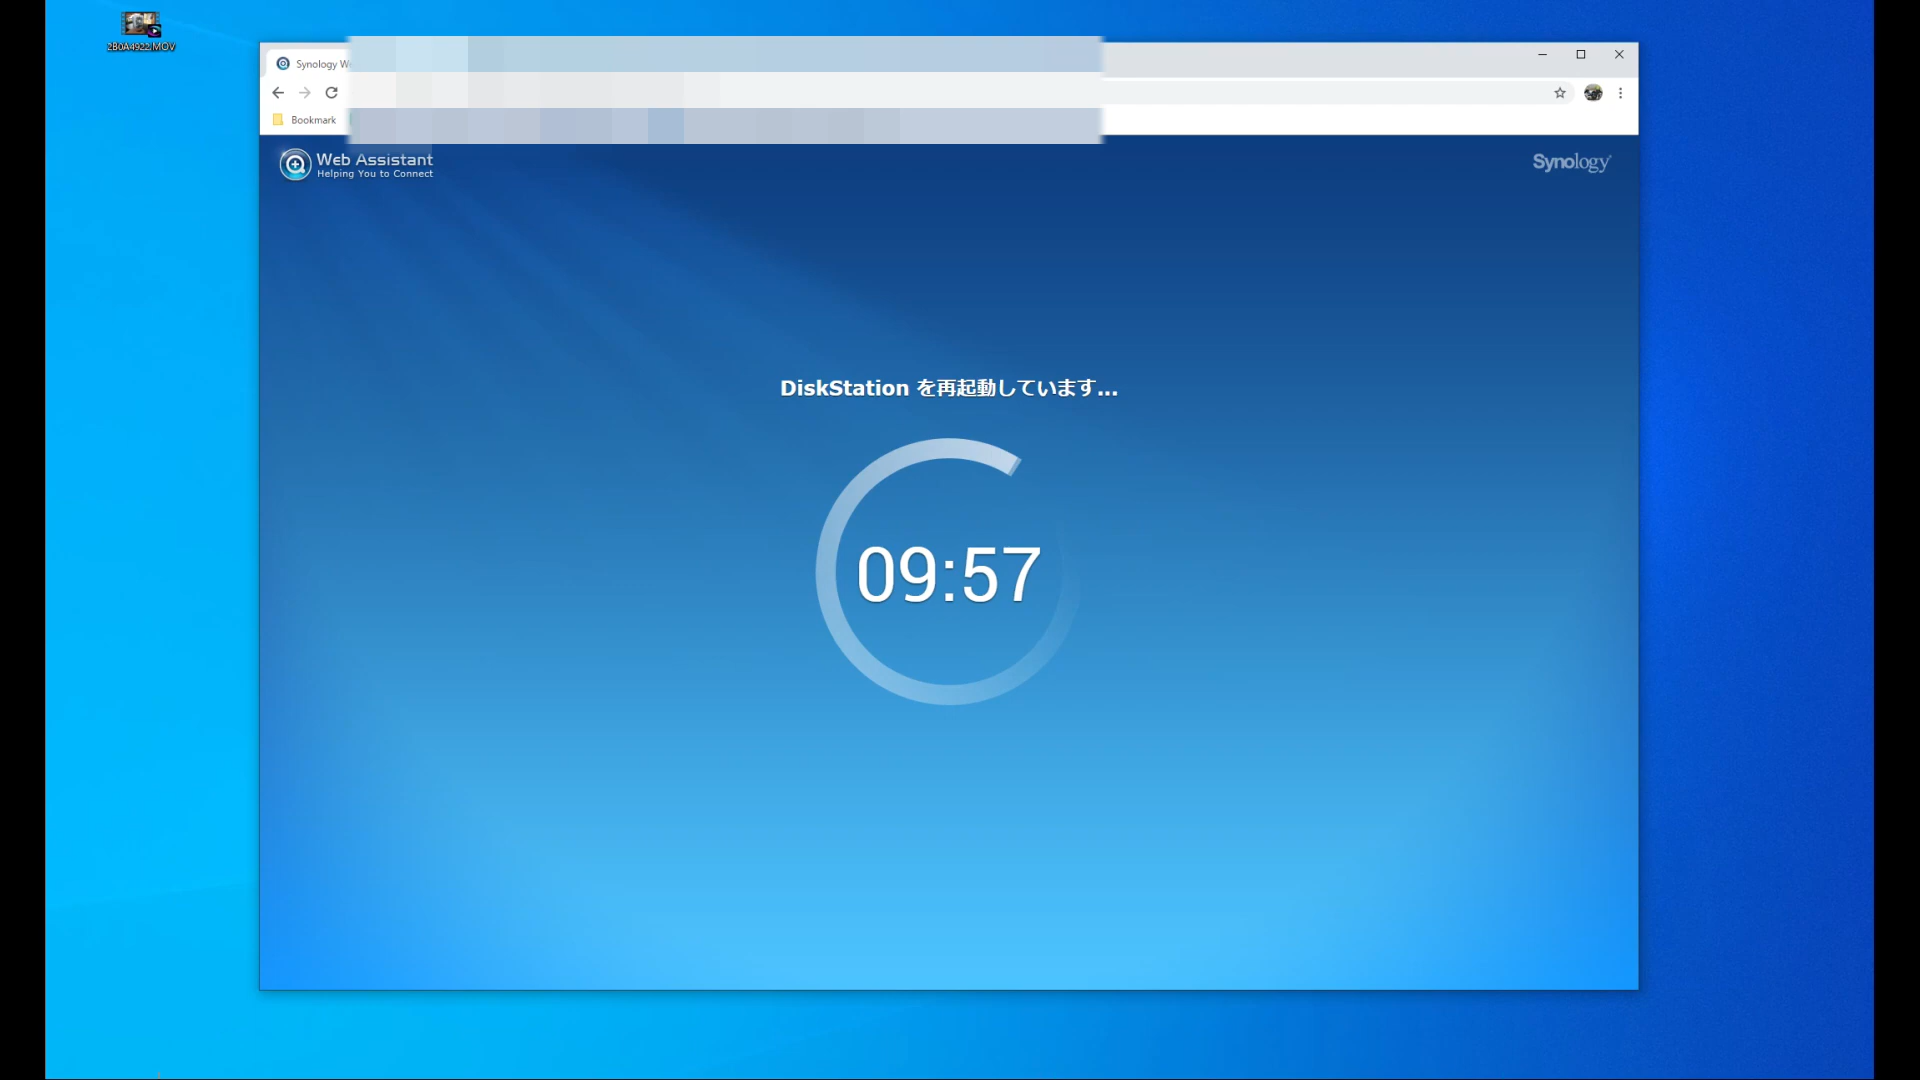 2B0A4922.MOV
Synology We
Bookmark
Web Assistant
Helping You to Connect
Synology
DiskStation を再起動しています...
09:57